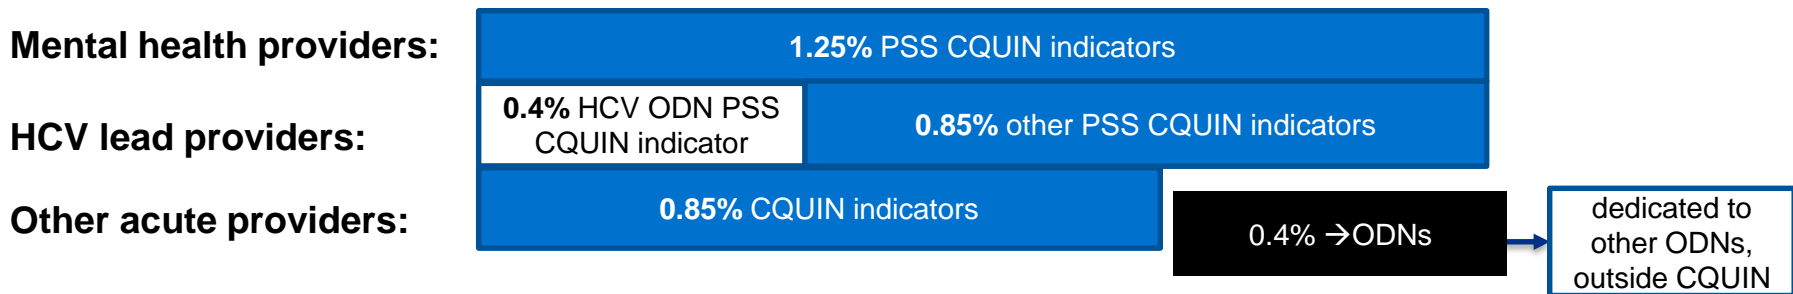 Mental health providers:
1.25% PSS CQUIN indicators
HCV lead providers:
0.4% HCV ODN PSS
CQUIN indicator
0.85% other PSS CQUIN indicators
Other acute providers:
0.85% CQUIN indicators
0.4% →ODNs
dedicated to
other ODNs,
outside CQUIN